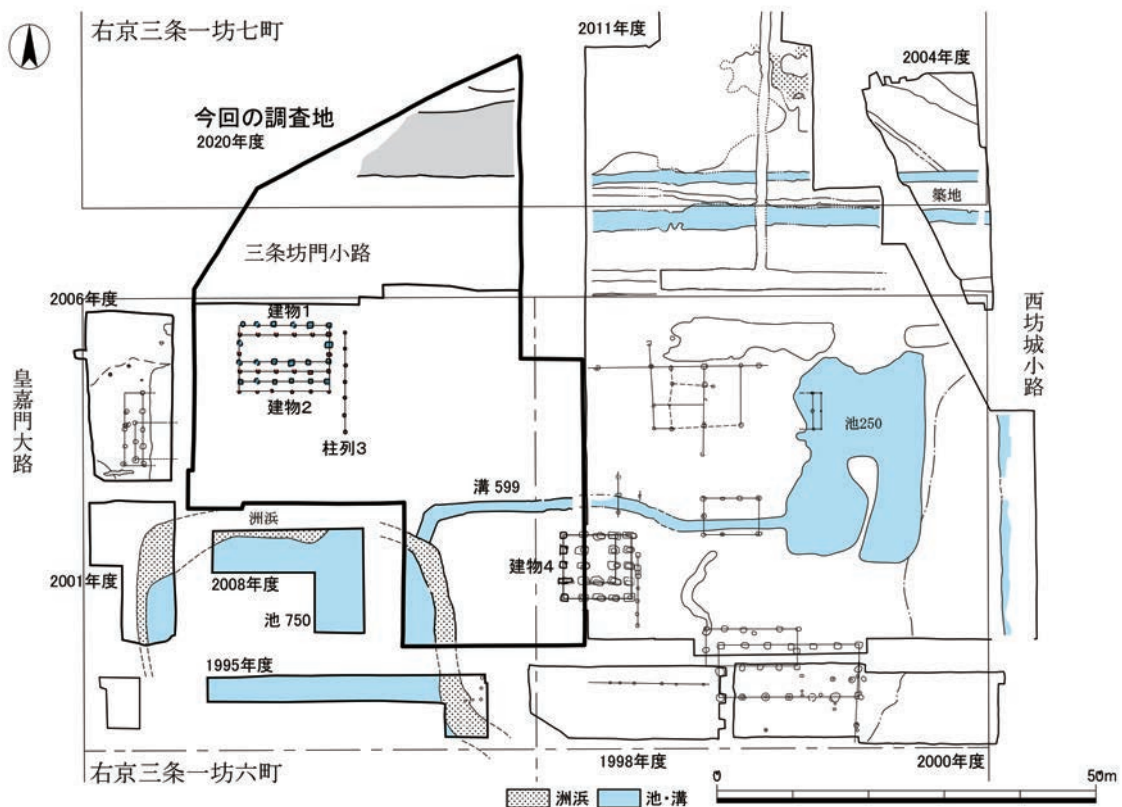 右京三条一坊七町
2011年度
2004年度
今回の調査地
2020年度
築地
三条坊門小路
2006年度
建物1
建物2
柱列3
皇嘉門大路
西坊城小路
池250
溝 599
洲浜
建物4
2001年度
2008年度
池 750
1995年度
1998年度
2000年度
右京三条一坊六町
0
50m
洲浜
池・溝